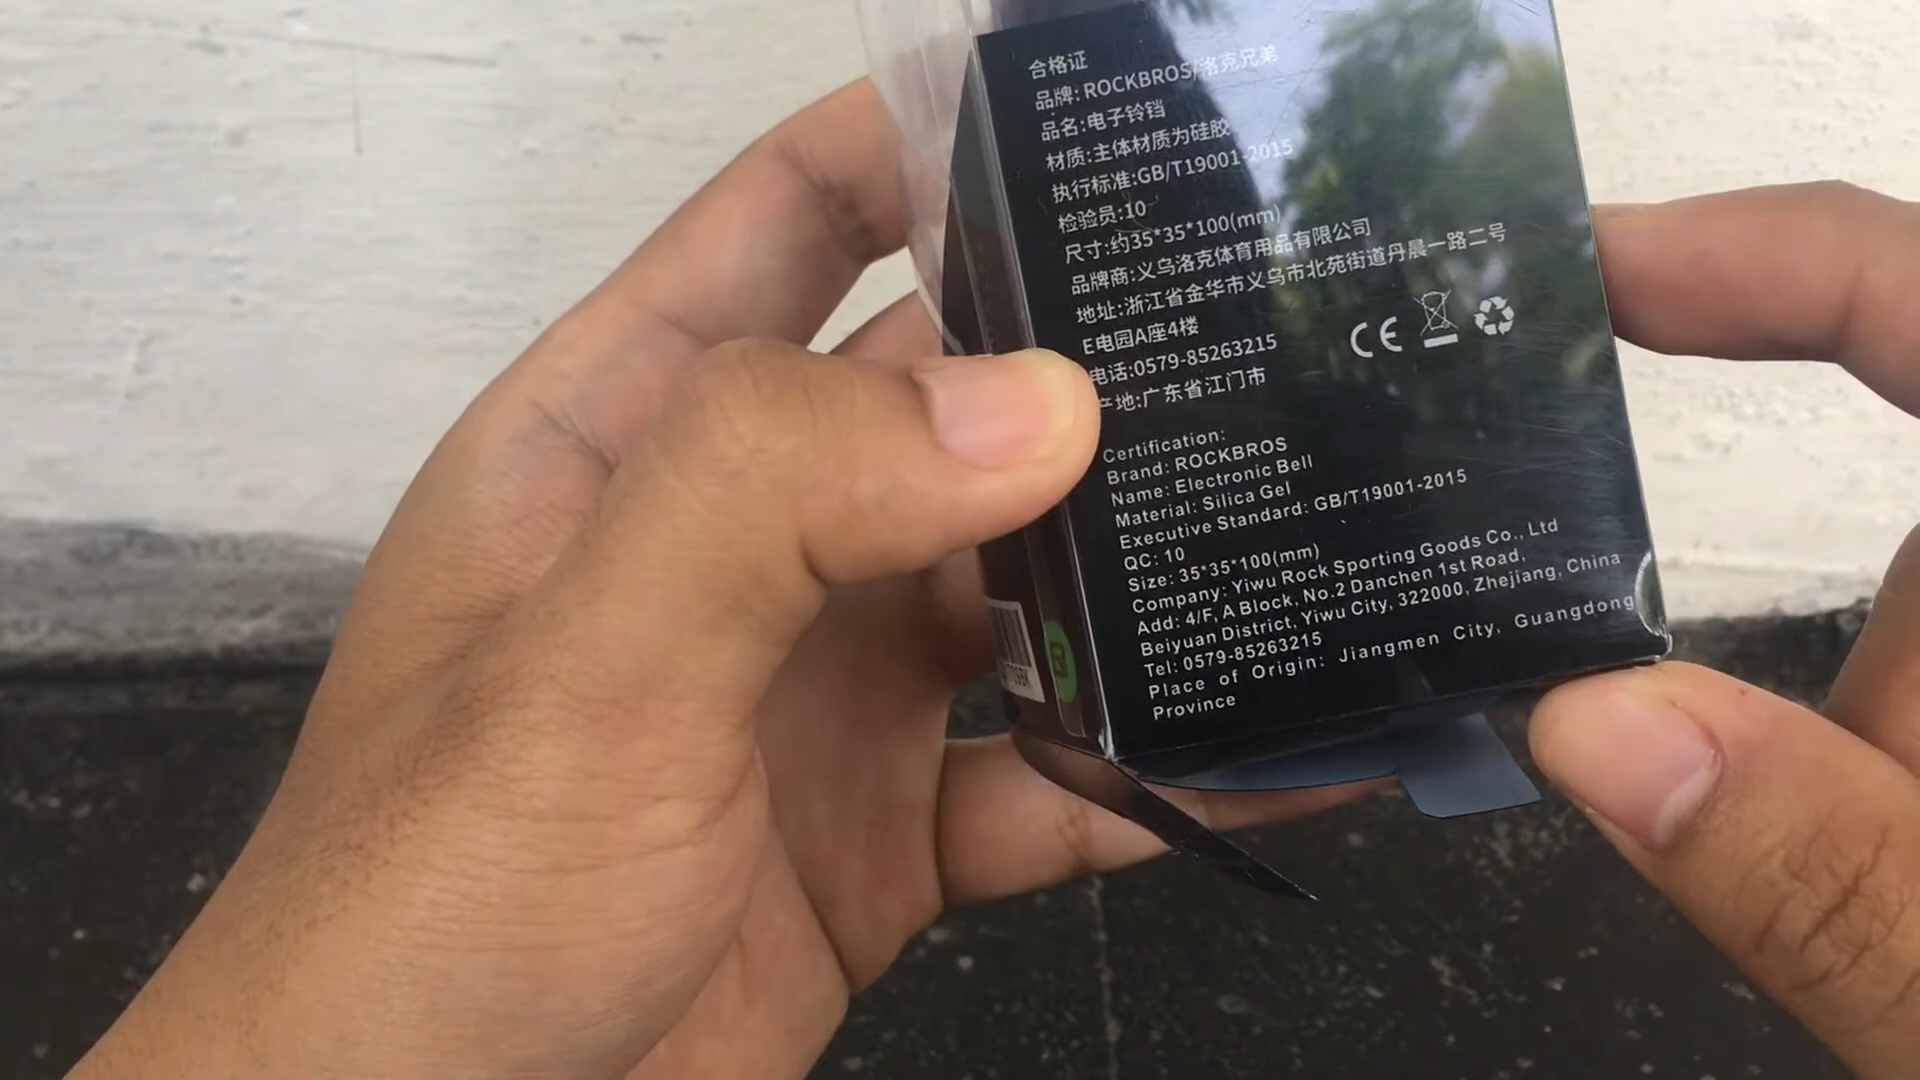 合格证
品牌: ROCKBROS/洛克兄弟
品名:电子铃铛
材质:主体材质为硅胶
执行标准:GB/T19001-2015
检验员:10
尺寸:约35*35*100(mm)
品牌商:义乌洛克体育用品有限公司
地址:浙江省金华市义乌市北苑街道丹晨一路二号
E电园A座4楼
电话:0579-85263215
产地:广东省江门市
CE
Certification:
Brand: ROCKBROS
Name: Electronic Bell
Material: Silica Gel
Executive Standard: GB/T19001-2015
QC: 10
Size: 35*35*100(mm)
Company: Yiwu Rock Sporting Goods Co., Ltd
Add: 4/F, A Block, No.2 Danchen 1st Road,
Beiyuan District, Yiwu City, 322000, Zhejiang, China
Tel: 0579-85263215
Place of Origin: Jiangmen City, Guangdong
Province